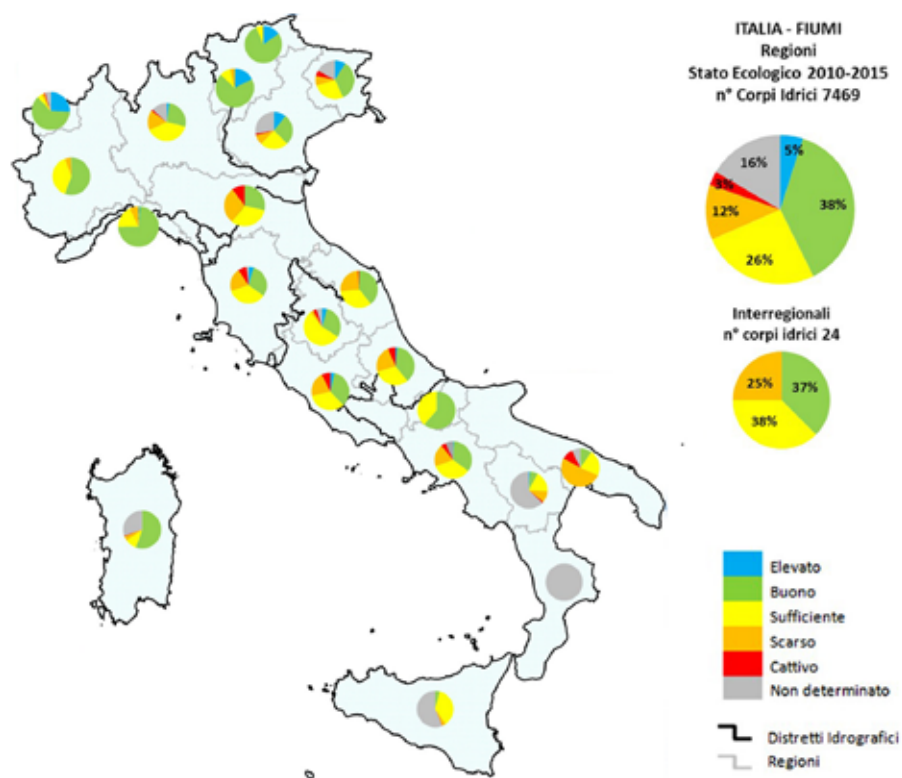 ITALIA - FIUMI
Regioni
Stato Ecologico 2010-2015
n° Corpi Idrici 7469
16%
5%
3%
38%
12%
26%
Interregionali
n° corpi idrici 24
25%
37%
38%
Elevato
Buono
Sufficiente
Scarso
Cattivo
Non determinato
Distretti Idrografici
Regioni